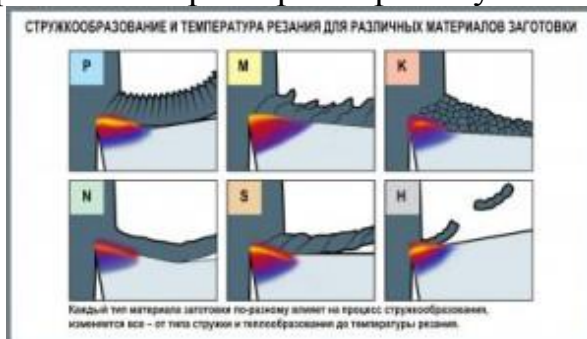 СТРУЖКООБРАЗОВАНИЕ И ТЕМПЕРАТУРА РЕЗАНИЯ ДЛЯ РАЗЛИЧНЫХ МАТЕРИАЛОВ ЗАГОТОВКИ
P M K
N S H
Каждый тип материала заготовки по-разному влияет на процесс стружкообразования,
изменяется все – от типа стружки и теплообразования до температуры резания.